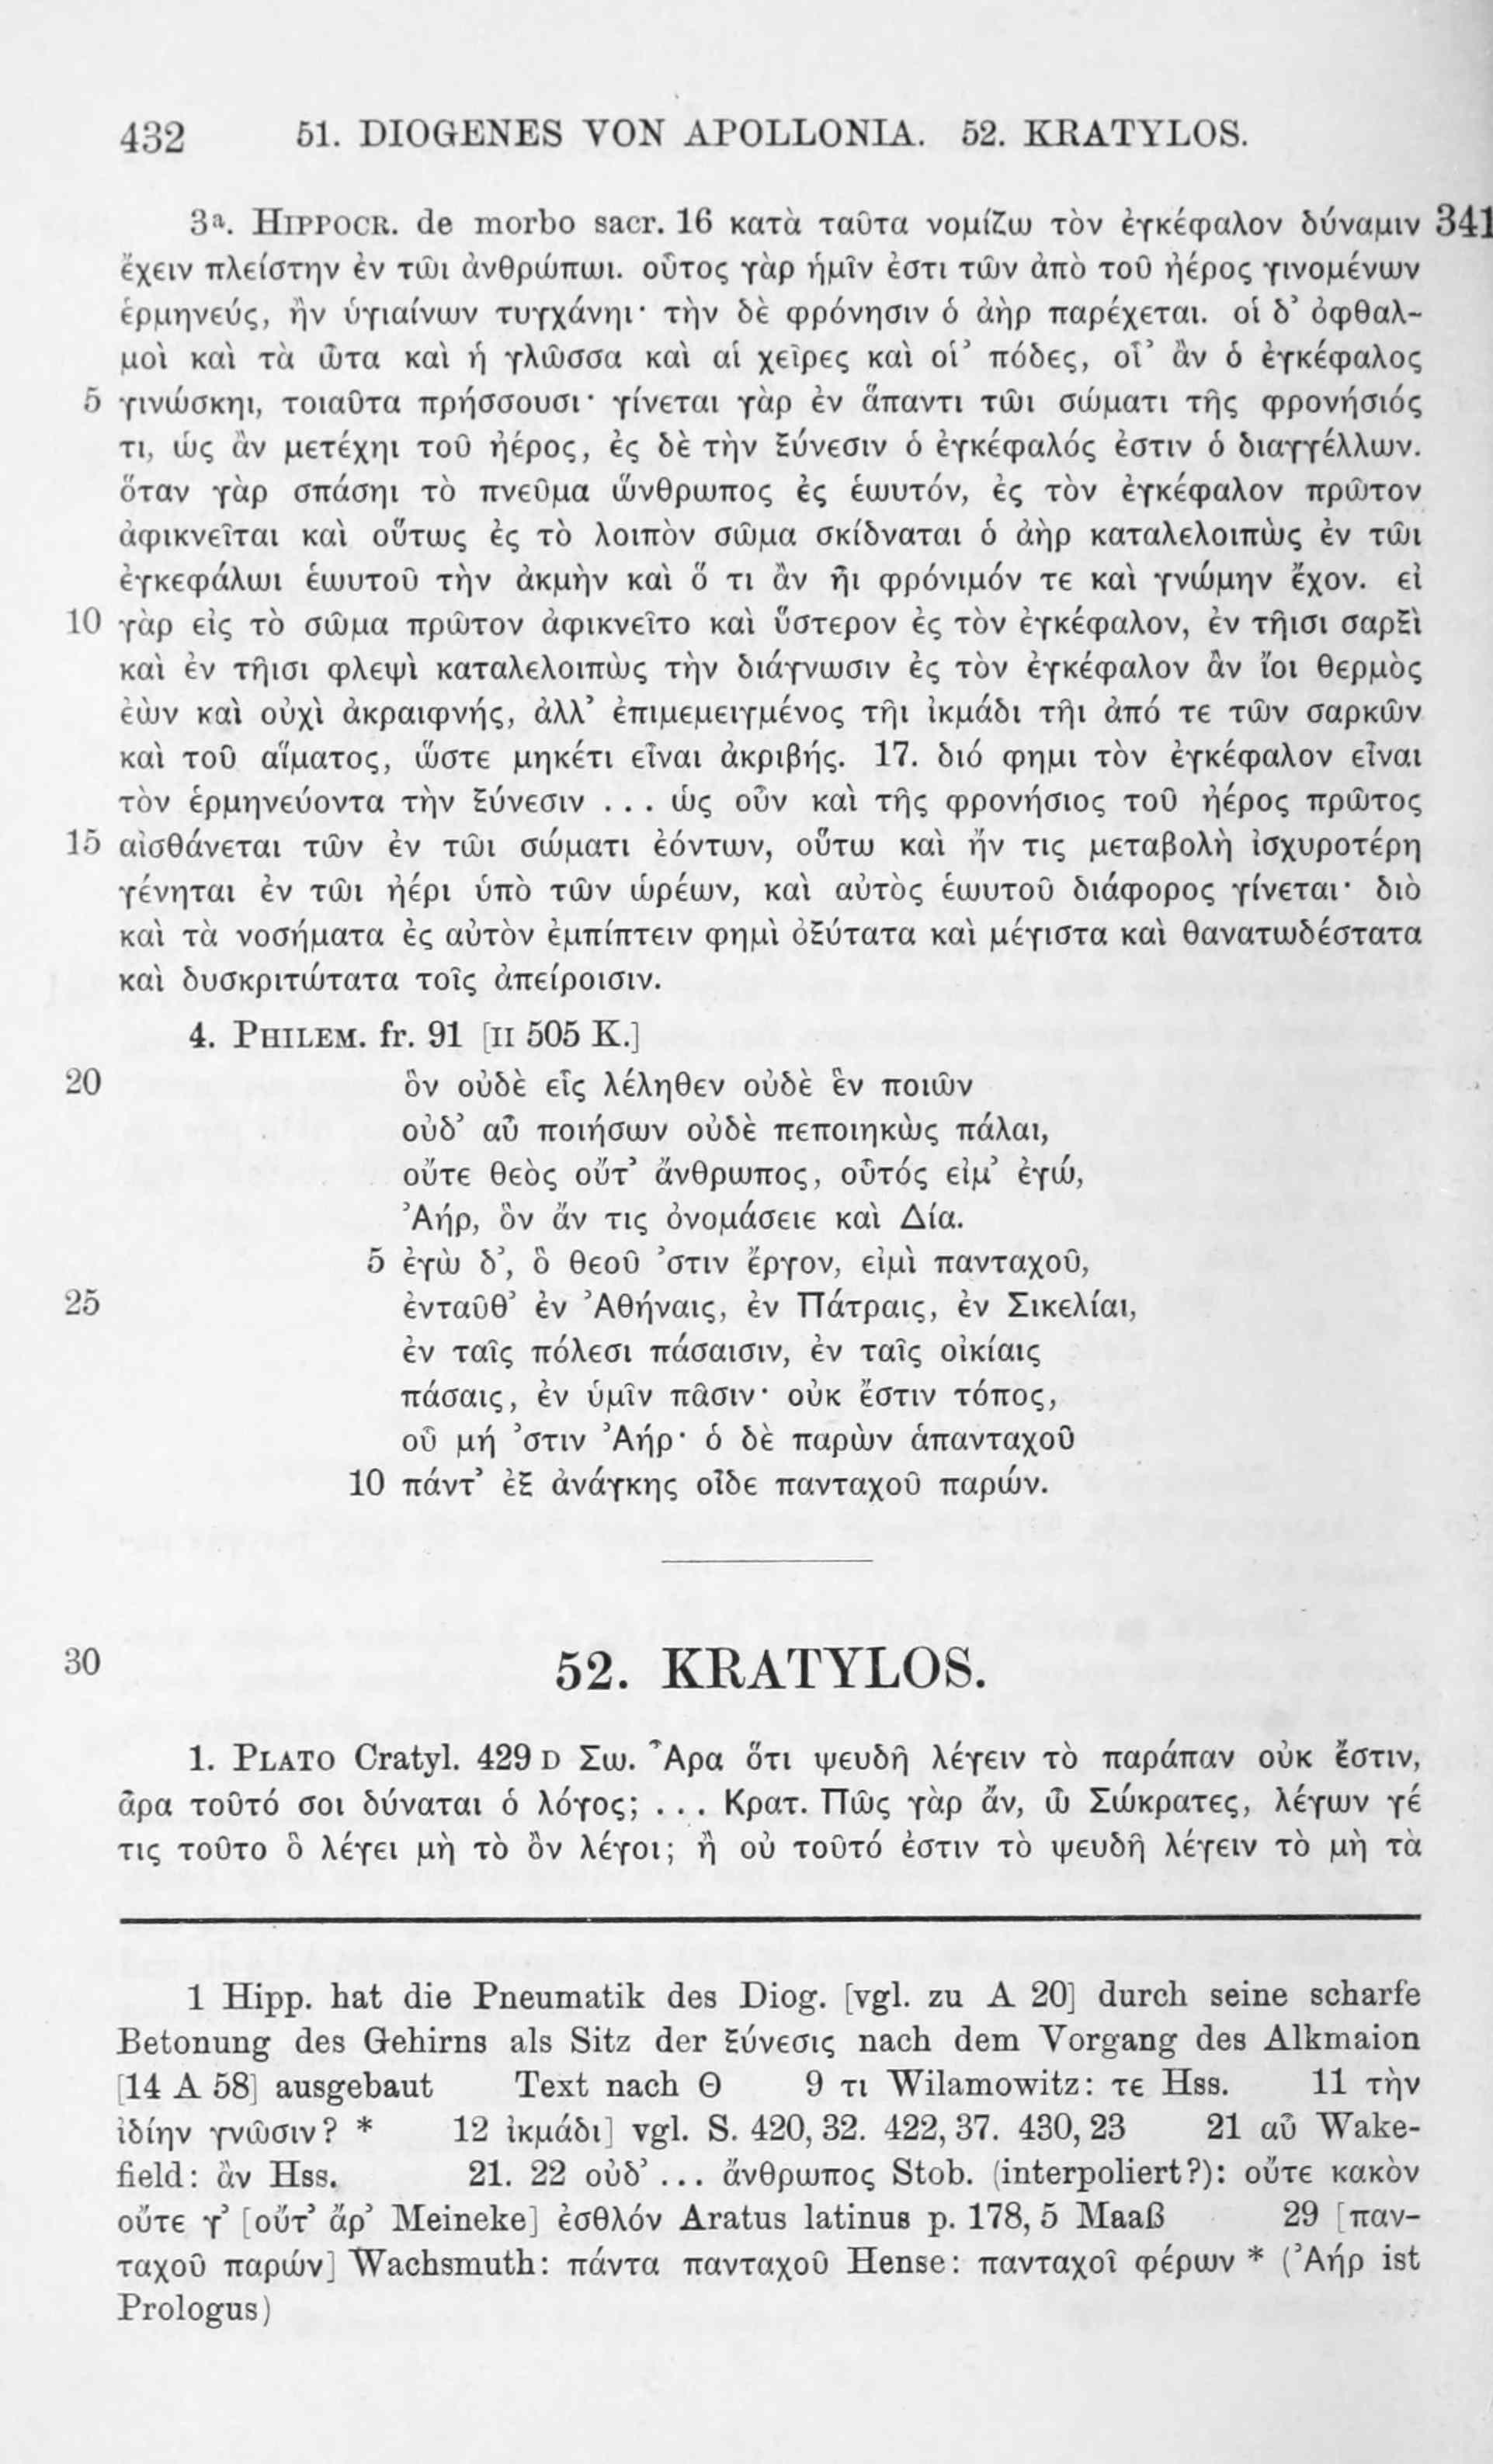 432 51. DIOGENES VON APOLLONIA. 52. KRATYLOS.
3ª. HIPPOCR. de morbo sacr. 16 κατὰ ταῦτα νομίζω τὸν ἐγκέφαλον δύναμιν 341
ἔχειν πλείστην ἐν τῶι ἀνθρώπωι. οὗτος γὰρ ἡμῖν ἐστι τῶν ἀπὸ τοῦ ἠέρος γινομένων
ἑρμηνεύς, ἢν ὑγιαίνων τυγχάνηι· τὴν δὲ φρόνησιν ὁ ἀὴρ παρέχεται. οἱ δ’ ὀφθαλ-
μοὶ καὶ τὰ ὦτα καὶ ἡ γλῶσσα καὶ αἱ χεῖρες καὶ οἱ’ πόδες, οἷ’ ἂν ὁ ἐγκέφαλος
5 γινώσκηι, τοιαῦτα πρήσσουσι· γίνεται γὰρ ἐν ἅπαντι τῶι σώματι τῆς φρονήσιός
τι, ὡς ἂν μετέχηι τοῦ ἠέρος, ἐς δὲ τὴν ξύνεσιν ὁ ἐγκέφαλός ἐστιν ὁ διαγγέλλων.
ὅταν γὰρ σπάσηι τὸ πνεῦμα ὥνθρωπος ἐς ἑωυτόν, ἐς τὸν ἐγκέφαλον πρῶτον
ἀφικνεῖται καὶ οὕτως ἐς τὸ λοιπὸν σῶμα σκίδναται ὁ ἀὴρ καταλελοιπὼς ἐν τῶι
ἐγκεφάλωι ἑωυτοῦ τὴν ἀκμὴν καὶ ὅ τι ἂν ἦι φρόνιμόν τε καὶ γνώμην ἔχον. εἰ
10 γὰρ εἰς τὸ σῶμα πρῶτον ἀφικνεῖτο καὶ ὕστερον ἐς τὸν ἐγκέφαλον, ἐν τῆισι σαρξὶ
καὶ ἐν τῆισι φλεψὶ καταλελοιπὼς τὴν διάγνωσιν ἐς τὸν ἐγκέφαλον ἂν ἴοι θερμὸς
ἐὼν καὶ οὐχὶ ἀκραιφνής, ἀλλ’ ἐπιμεμειγμένος τῆι ἰκμάδι τῆι ἀπό τε τῶν σαρκῶν
καὶ τοῦ αἵματος, ὥστε μηκέτι εἶναι ἀκριβής. 17. διό φημι τὸν ἐγκέφαλον εἶναι
τὸν ἑρμηνεύοντα τὴν ξύνεσιν ... ὡς οὖν καὶ τῆς φρονήσιος τοῦ ἠέρος πρῶτος
15 αἰσθάνεται τῶν ἐν τῶι σώματι ἐόντων, οὕτω καὶ ἤν τις μεταβολὴ ἰσχυροτέρη
γένηται ἐν τῶι ἠέρι ὑπὸ τῶν ὡρέων, καὶ αὐτὸς ἑωυτοῦ διάφορος γίνεται· διὸ
καὶ τὰ νοσήματα ἐς αὐτὸν ἐμπίπτειν φημὶ ὀξύτατα καὶ μέγιστα καὶ θανατωδέστατα
καὶ δυσκριτώτατα τοῖς ἀπείροισιν.
4. PHILEM. fr. 91 [II 505 K.]
20 ὃν οὐδὲ εἷς λέληθεν οὐδὲ ἓν ποιῶν
οὐδ’ αὖ ποιήσων οὐδὲ πεποιηκὼς πάλαι,
οὔτε θεὸς οὔτ’ ἄνθρωπος, οὗτός εἰμ’ ἐγώ,
Ἀήρ, ὃν ἄν τις ὀνομάσειε καὶ Δία.
5 ἐγὼ δ’, ὃ θεοῦ ’στιν ἔργον, εἰμὶ πανταχοῦ,
25 ἐνταῦθ’ ἐν Ἀθήναις, ἐν Πάτραις, ἐν Σικελίαι,
ἐν ταῖς πόλεσι πάσαισιν, ἐν ταῖς οἰκίαις
πάσαις, ἐν ὑμῖν πᾶσιν· οὐκ ἔστιν τόπος,
οὗ μή ’στιν Ἀήρ· ὁ δὲ παρὼν ἁπανταχοῦ
10 πάντ’ ἐξ ἀνάγκης οἶδε πανταχοῦ παρών.
30 52. KRATYLOS.
1. PLATO Cratyl. 429 D Σω. Ἆρα ὅτι ψευδῆ λέγειν τὸ παράπαν οὐκ ἔστιν,
ἆρα τοῦτό σοι δύναται ὁ λόγος; ... Κρατ. Πῶς γὰρ ἄν, ὦ Σώκρατες, λέγων γέ
τις τοῦτο ὃ λέγει μὴ τὸ ὂν λέγοι; ἢ οὐ τοῦτό ἐστιν τὸ ψευδῆ λέγειν τὸ μὴ τὰ
1 Hipp. hat die Pneumatik des Diog. [vgl. zu A 20] durch seine scharfe
Betonung des Gehirns als Sitz der ξύνεσις nach dem Vorgang des Alkmaion
[14 A 58] ausgebaut Text nach Θ 9 τι Wilamowitz: τε Hss. 11 τὴν
ἰδίην γνῶσιν? * 12 ἰκμάδι] vgl. S. 420, 32. 422, 37. 430, 23 21 αὖ Wake-
field: ἂν Hss. 21. 22 οὐδ’ ... ἄνθρωπος Stob. (interpoliert?): οὔτε κακὸν
οὔτε γ’ [οὔτ’ ἄρ’ Meineke] ἐσθλόν Aratus latinus p. 178, 5 Maaß 29 [παν-
ταχοῦ παρών] Wachsmuth: πάντα πανταχοῦ Hense: πανταχοῖ φέρων * (Ἀήρ ist
Prologus)